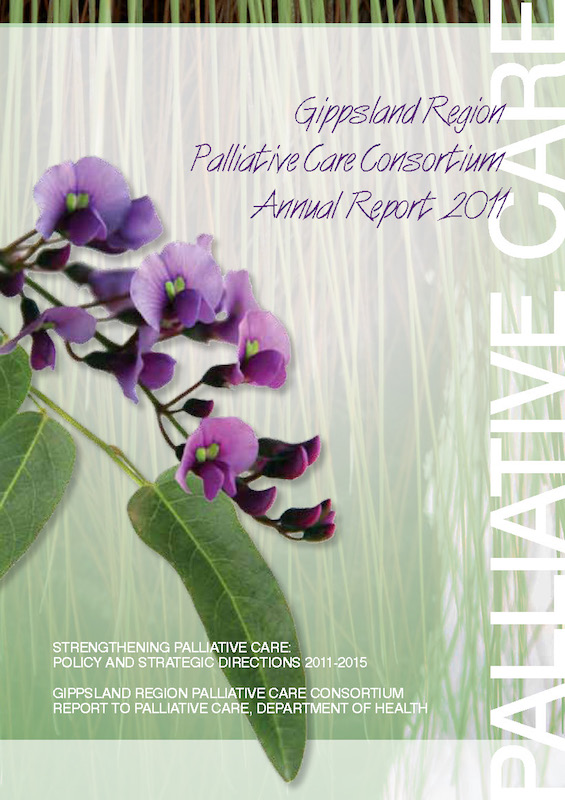 Gippsland Region
Palliative Care Consortium
Annual Report 2011
PALLIATIVE CARE
STRENGTHENING PALLIATIVE CARE:
POLICY AND STRATEGIC DIRECTIONS 2011-2015
GIPPSLAND REGION PALLIATIVE CARE CONSORTIUM
REPORT TO PALLIATIVE CARE, DEPARTMENT OF HEALTH